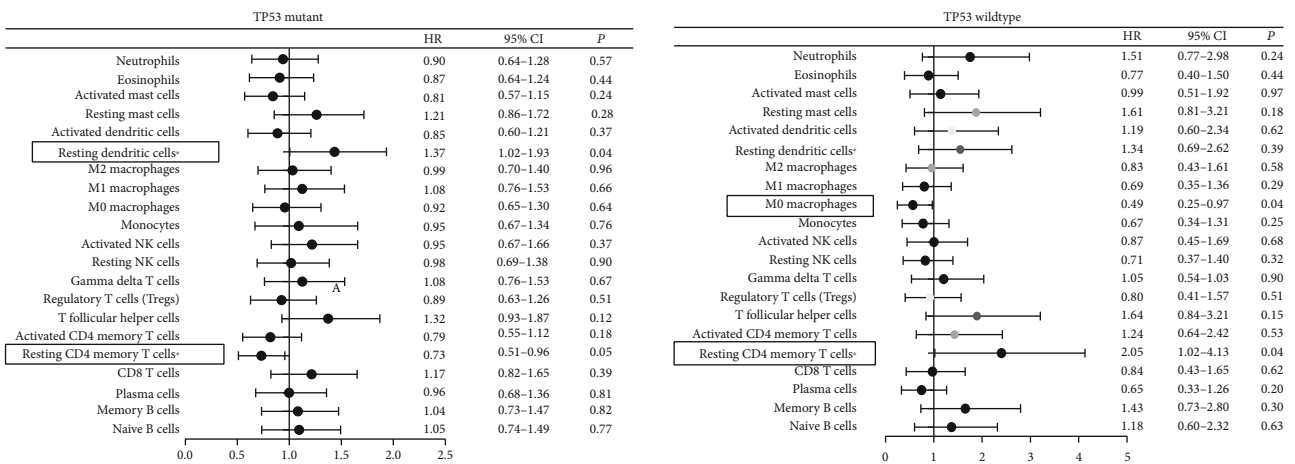 TP53 mutant
HR 95% CI P
Neutrophils 0.90 0.64–1.28 0.57
Eosinophils 0.87 0.64–1.24 0.44
Activated mast cells 0.81 0.57–1.15 0.24
Resting mast cells 1.21 0.86–1.72 0.28
Activated dendritic cells 0.85 0.60–1.21 0.37
Resting dendritic cells* 1.37 1.02–1.93 0.04
M2 macrophages 0.99 0.70–1.40 0.96
M1 macrophages 1.08 0.76–1.53 0.66
M0 macrophages 0.92 0.65–1.30 0.64
Monocytes 0.95 0.67–1.34 0.76
Activated NK cells 0.95 0.67–1.66 0.37
Resting NK cells 0.98 0.69–1.38 0.90
Gamma delta T cells 1.08 0.76–1.53 0.67
A
Regulatory T cells (Tregs) 0.89 0.63–1.26 0.51
T follicular helper cells 1.32 0.93–1.87 0.12
Activated CD4 memory T cells 0.79 0.55–1.12 0.18
Resting CD4 memory T cells* 0.73 0.51–0.96 0.05
CD8 T cells 1.17 0.82–1.65 0.39
Plasma cells 0.96 0.68–1.36 0.81
Memory B cells 1.04 0.73–1.47 0.82
Naive B cells 1.05 0.74–1.49 0.77
0.0 0.5 1.0 1.5 2.0 2.5
TP53 wildtype
HR 95% CI P
Neutrophils 1.51 0.77–2.98 0.24
Eosinophils 0.77 0.40–1.50 0.44
Activated mast cells 0.99 0.51–1.92 0.97
Resting mast cells 1.61 0.81–3.21 0.18
Activated dendritic cells 1.19 0.60–2.34 0.62
Resting dendritic cells* 1.34 0.69–2.62 0.39
M2 macrophages 0.83 0.43–1.61 0.58
M1 macrophages 0.69 0.35–1.36 0.29
M0 macrophages 0.49 0.25–0.97 0.04
Monocytes 0.67 0.34–1.31 0.25
Activated NK cells 0.87 0.45–1.69 0.68
Resting NK cells 0.71 0.37–1.40 0.32
Gamma delta T cells 1.05 0.54–1.03 0.90
Regulatory T cells (Tregs) 0.80 0.41–1.57 0.51
T follicular helper cells 1.64 0.84–3.21 0.15
Activated CD4 memory T cells 1.24 0.64–2.42 0.53
Resting CD4 memory T cells* 2.05 1.02–4.13 0.04
CD8 T cells 0.84 0.43–1.65 0.62
Plasma cells 0.65 0.33–1.26 0.20
Memory B cells 1.43 0.73–2.80 0.30
Naive B cells 1.18 0.60–2.32 0.63
0 1 2 3 4 5